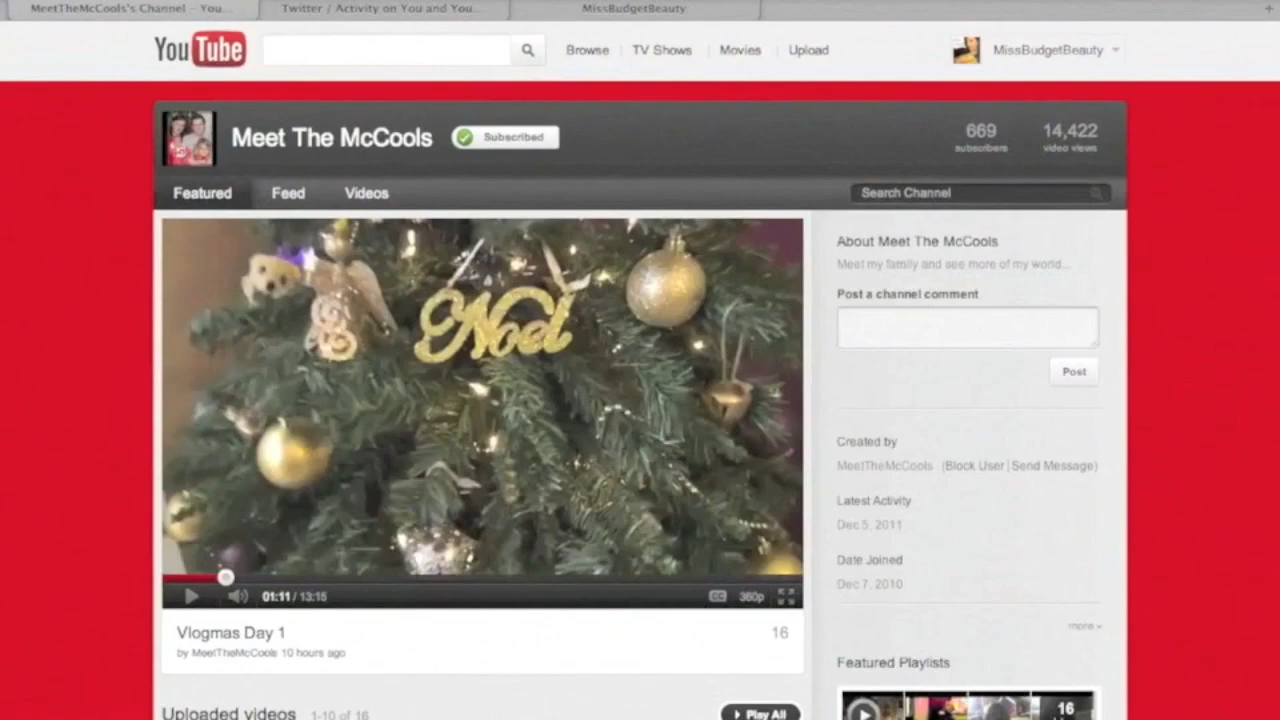 MeetTheMcCools's Channel – You...
Twitter / Activity on You and You...
MissBudgetBeauty
+
YouTube
Browse
TV Shows
Movies
Upload
MissBudgetBeauty
Meet The McCools
Subscribed
669
subscribers
14,422
video views
Featured
Feed
Videos
Search Channel
Noel
01:11 / 13:15
CC
360p
Vlogmas Day 1
16
by MeetTheMcCools 10 hours ago
Uploaded videos
1-10 of 16
Play All
About Meet The McCools
Meet my family and see more of my world...
Post a channel comment
Post
Created by
MeetTheMcCools (Block User | Send Message)
Latest Activity
Dec 5, 2011
Date Joined
Dec 7, 2010
more
Featured Playlists
16